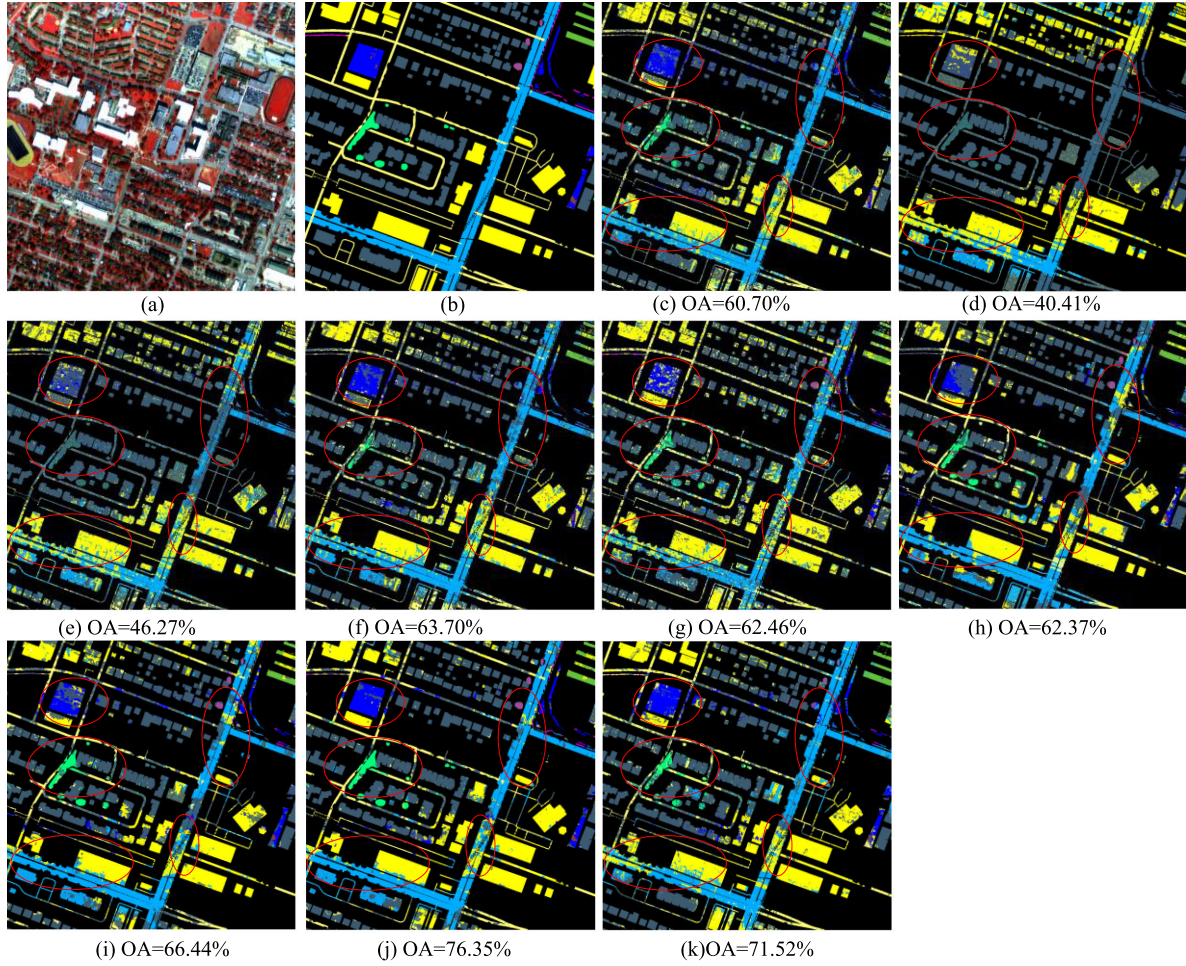 (a)
(b)
(c) OA=60.70%
(d) OA=40.41%
(e) OA=46.27%
(f) OA=63.70%
(g) OA=62.46%
(h) OA=62.37%
(i) OA=66.44%
(j) OA=76.35%
(k)OA=71.52%